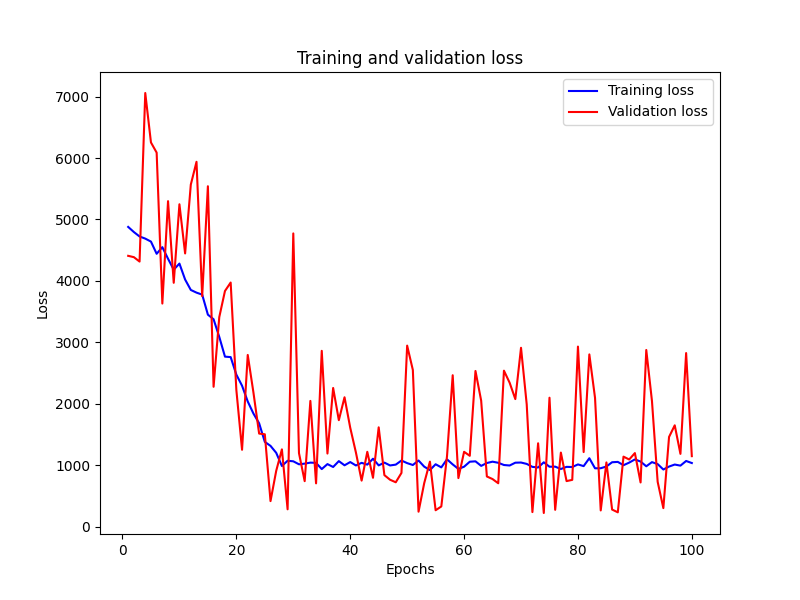 Training and validation loss
Training loss
Validation loss
7000
6000
5000
4000
3000
2000
1000
0
Loss
0 20 40 60 80 100
Epochs